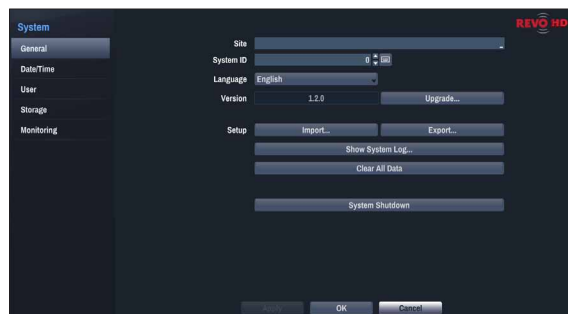 System
REVO HD
General
Date/Time
User
Storage
Monitoring
Site
System ID 0
Language English
Version 1.2.0 Upgrade...
Setup Import... Export...
Show System Log...
Clear All Data
System Shutdown
Apply OK Cancel